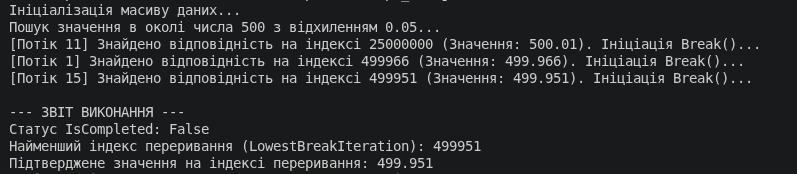 Ініціалізація масиву даних...
Пошук значення в околі числа 500 з відхиленням 0.05...
[Потік 11] Знайдено відповідність на індексі 25000000 (Значення: 500.01). Ініціація Break()...
[Потік 1] Знайдено відповідність на індексі 499966 (Значення: 499.966). Ініціація Break()...
[Потік 15] Знайдено відповідність на індексі 499951 (Значення: 499.951). Ініціація Break()...
--- ЗВІТ ВИКОНАННЯ ---
Статус IsCompleted: False
Найменший індекс переривання (LowestBreakIteration): 499951
Підтверджене значення на індексі переривання: 499.951